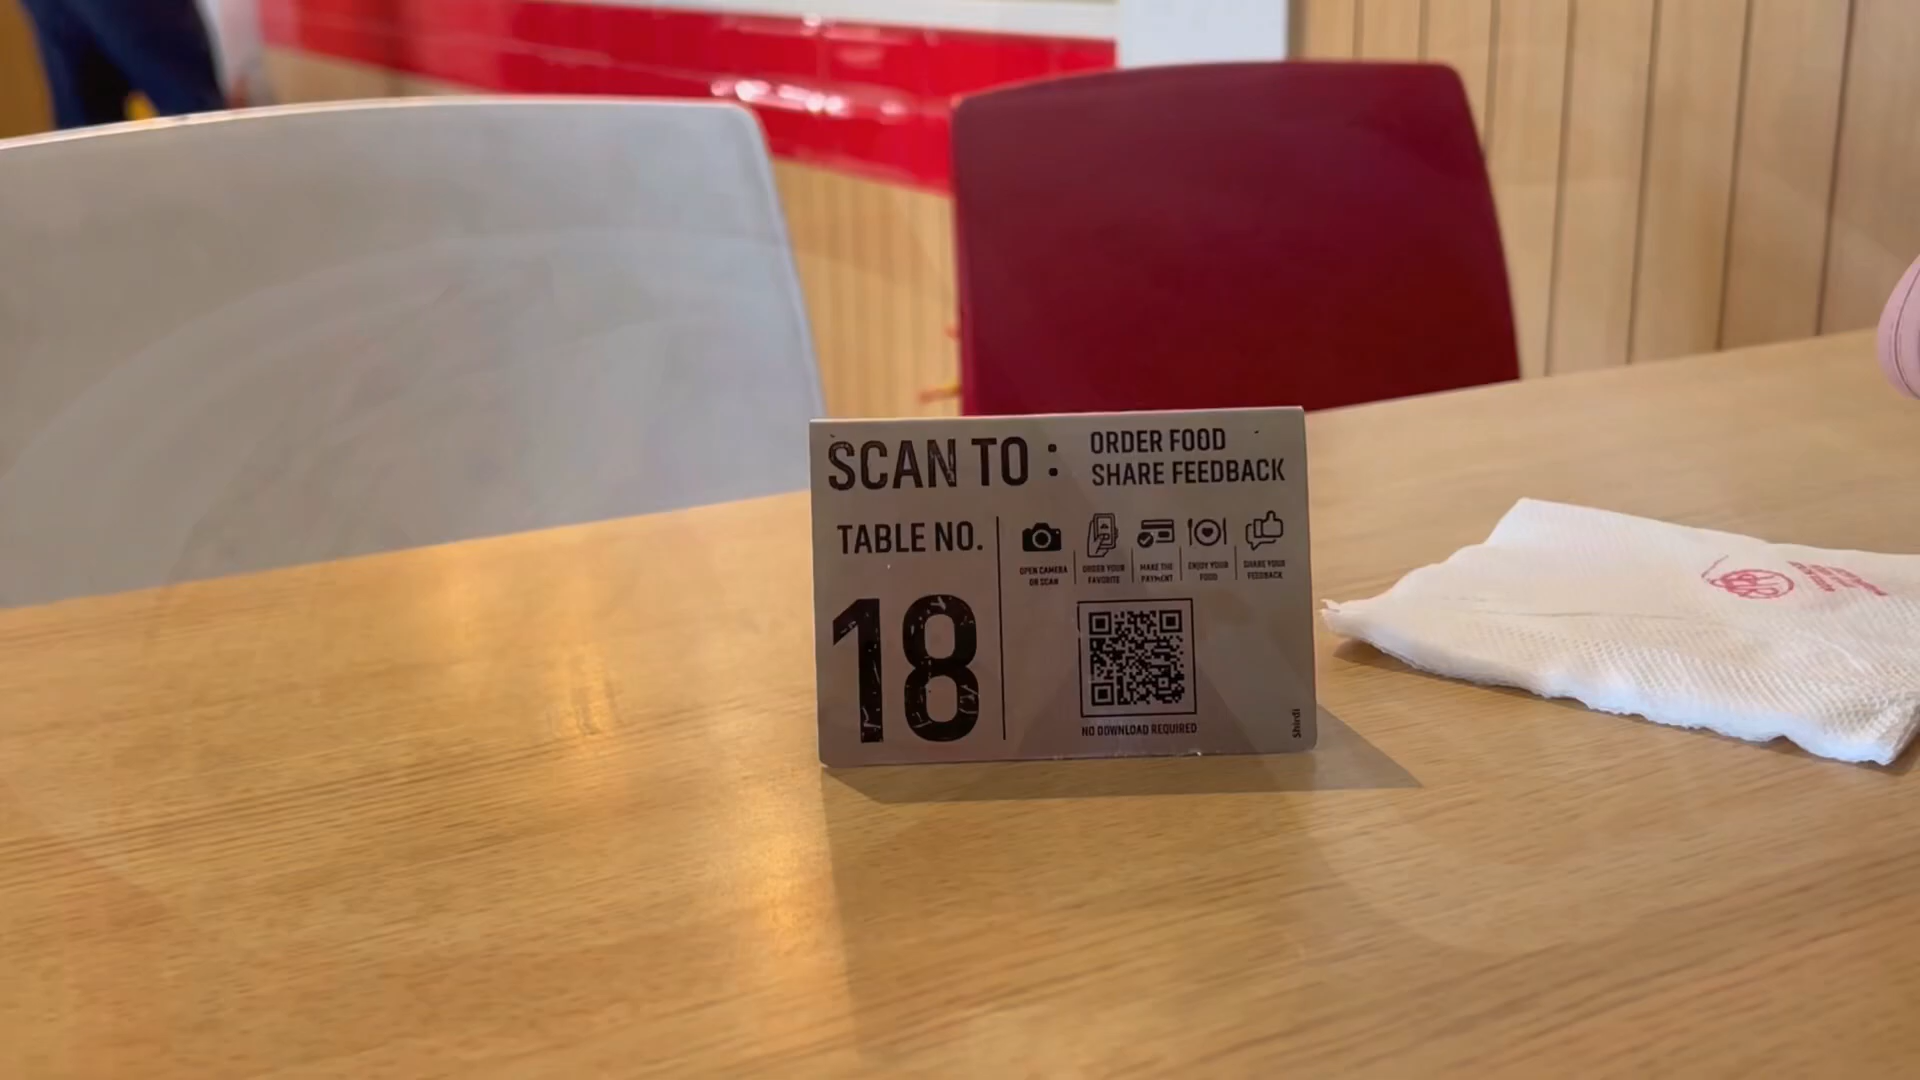 SCAN TO :
ORDER FOOD
SHARE FEEDBACK
TABLE NO.
18
OPEN CAMERA
OR SCAN
ORDER YOUR
FAVORITE
MAKE THE
PAYMENT
ENJOY YOUR
FOOD
SHARE YOUR
FEEDBACK
NO DOWNLOAD REQUIRED
Shirdi